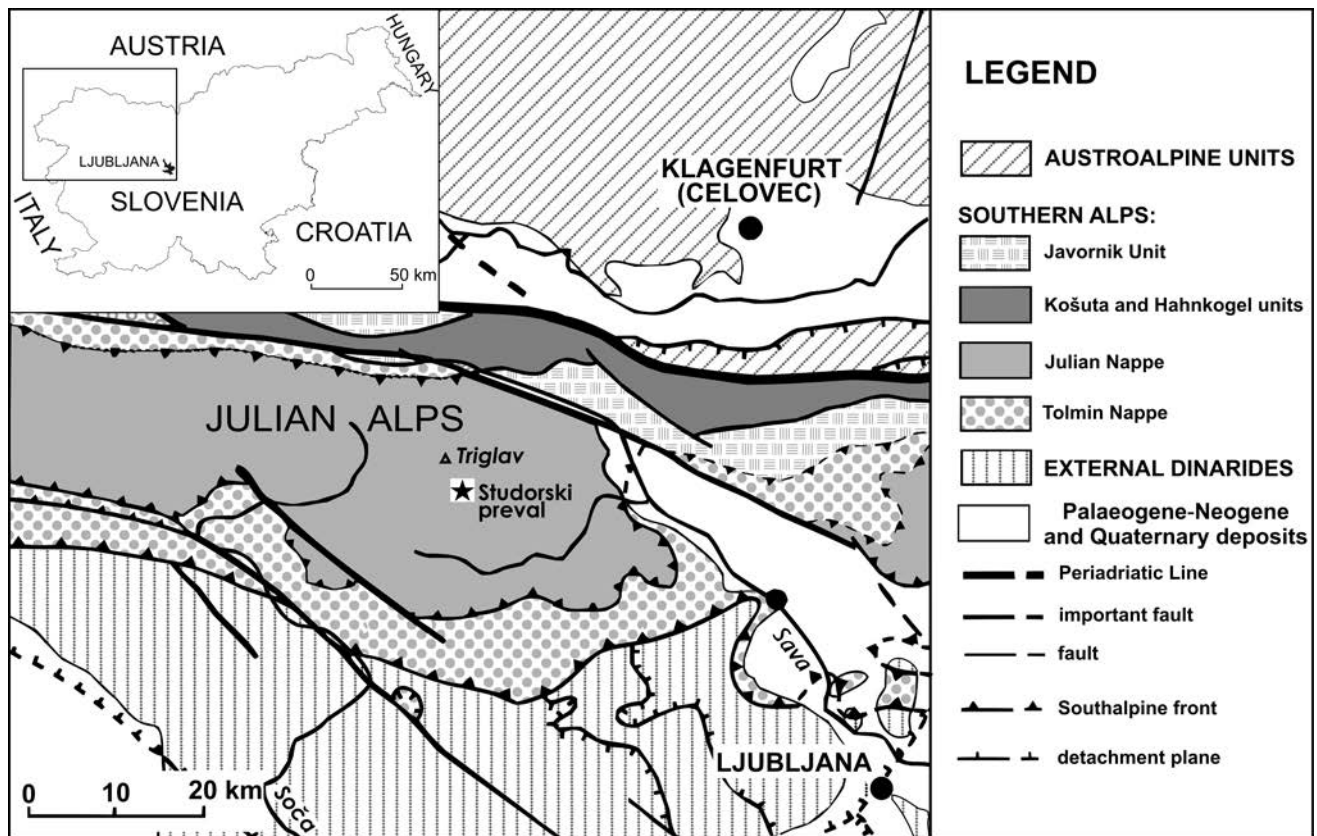 AUSTRIA
HUNGARY
LJUBLJANA
SLOVENIA
ITALY
CROATIA
0 50 km
KLAGENFURT
(CELOVEC)
JULIAN ALPS
Triglav
Studorski
preval
Sava
LJUBLJANA
Soča
0 10 20 km
LEGEND
AUSTROALPINE UNITS
SOUTHERN ALPS:
Javornik Unit
Košuta and Hahnkogel units
Julian Nappe
Tolmin Nappe
EXTERNAL DINARIDES
Palaeogene-Neogene
and Quaternary deposits
Periadriatic Line
important fault
fault
Southalpine front
detachment plane